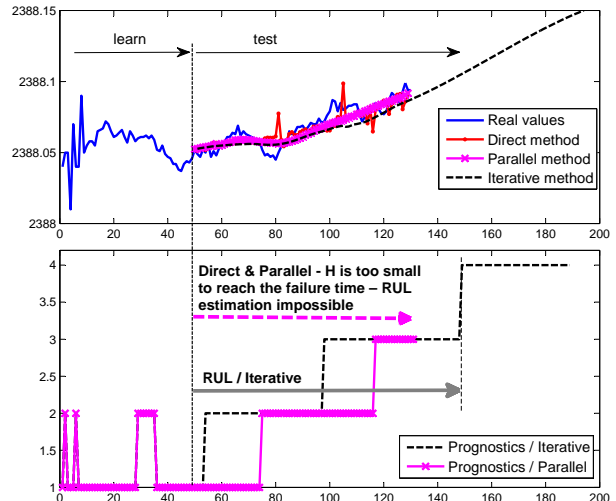 2388.15
2388.1
2388.05
2388
learn
test
Real values
Direct method
Parallel method
Iterative method
0 20 40 60 80 100 120 140 160 180 200
4
3.5
3
2.5
2
1.5
1
Direct & Parallel - H is too small
to reach the failure time – RUL
estimation impossible
RUL / Iterative
Prognostics / Iterative
Prognostics / Parallel
0 20 40 60 80 100 120 140 160 180 200